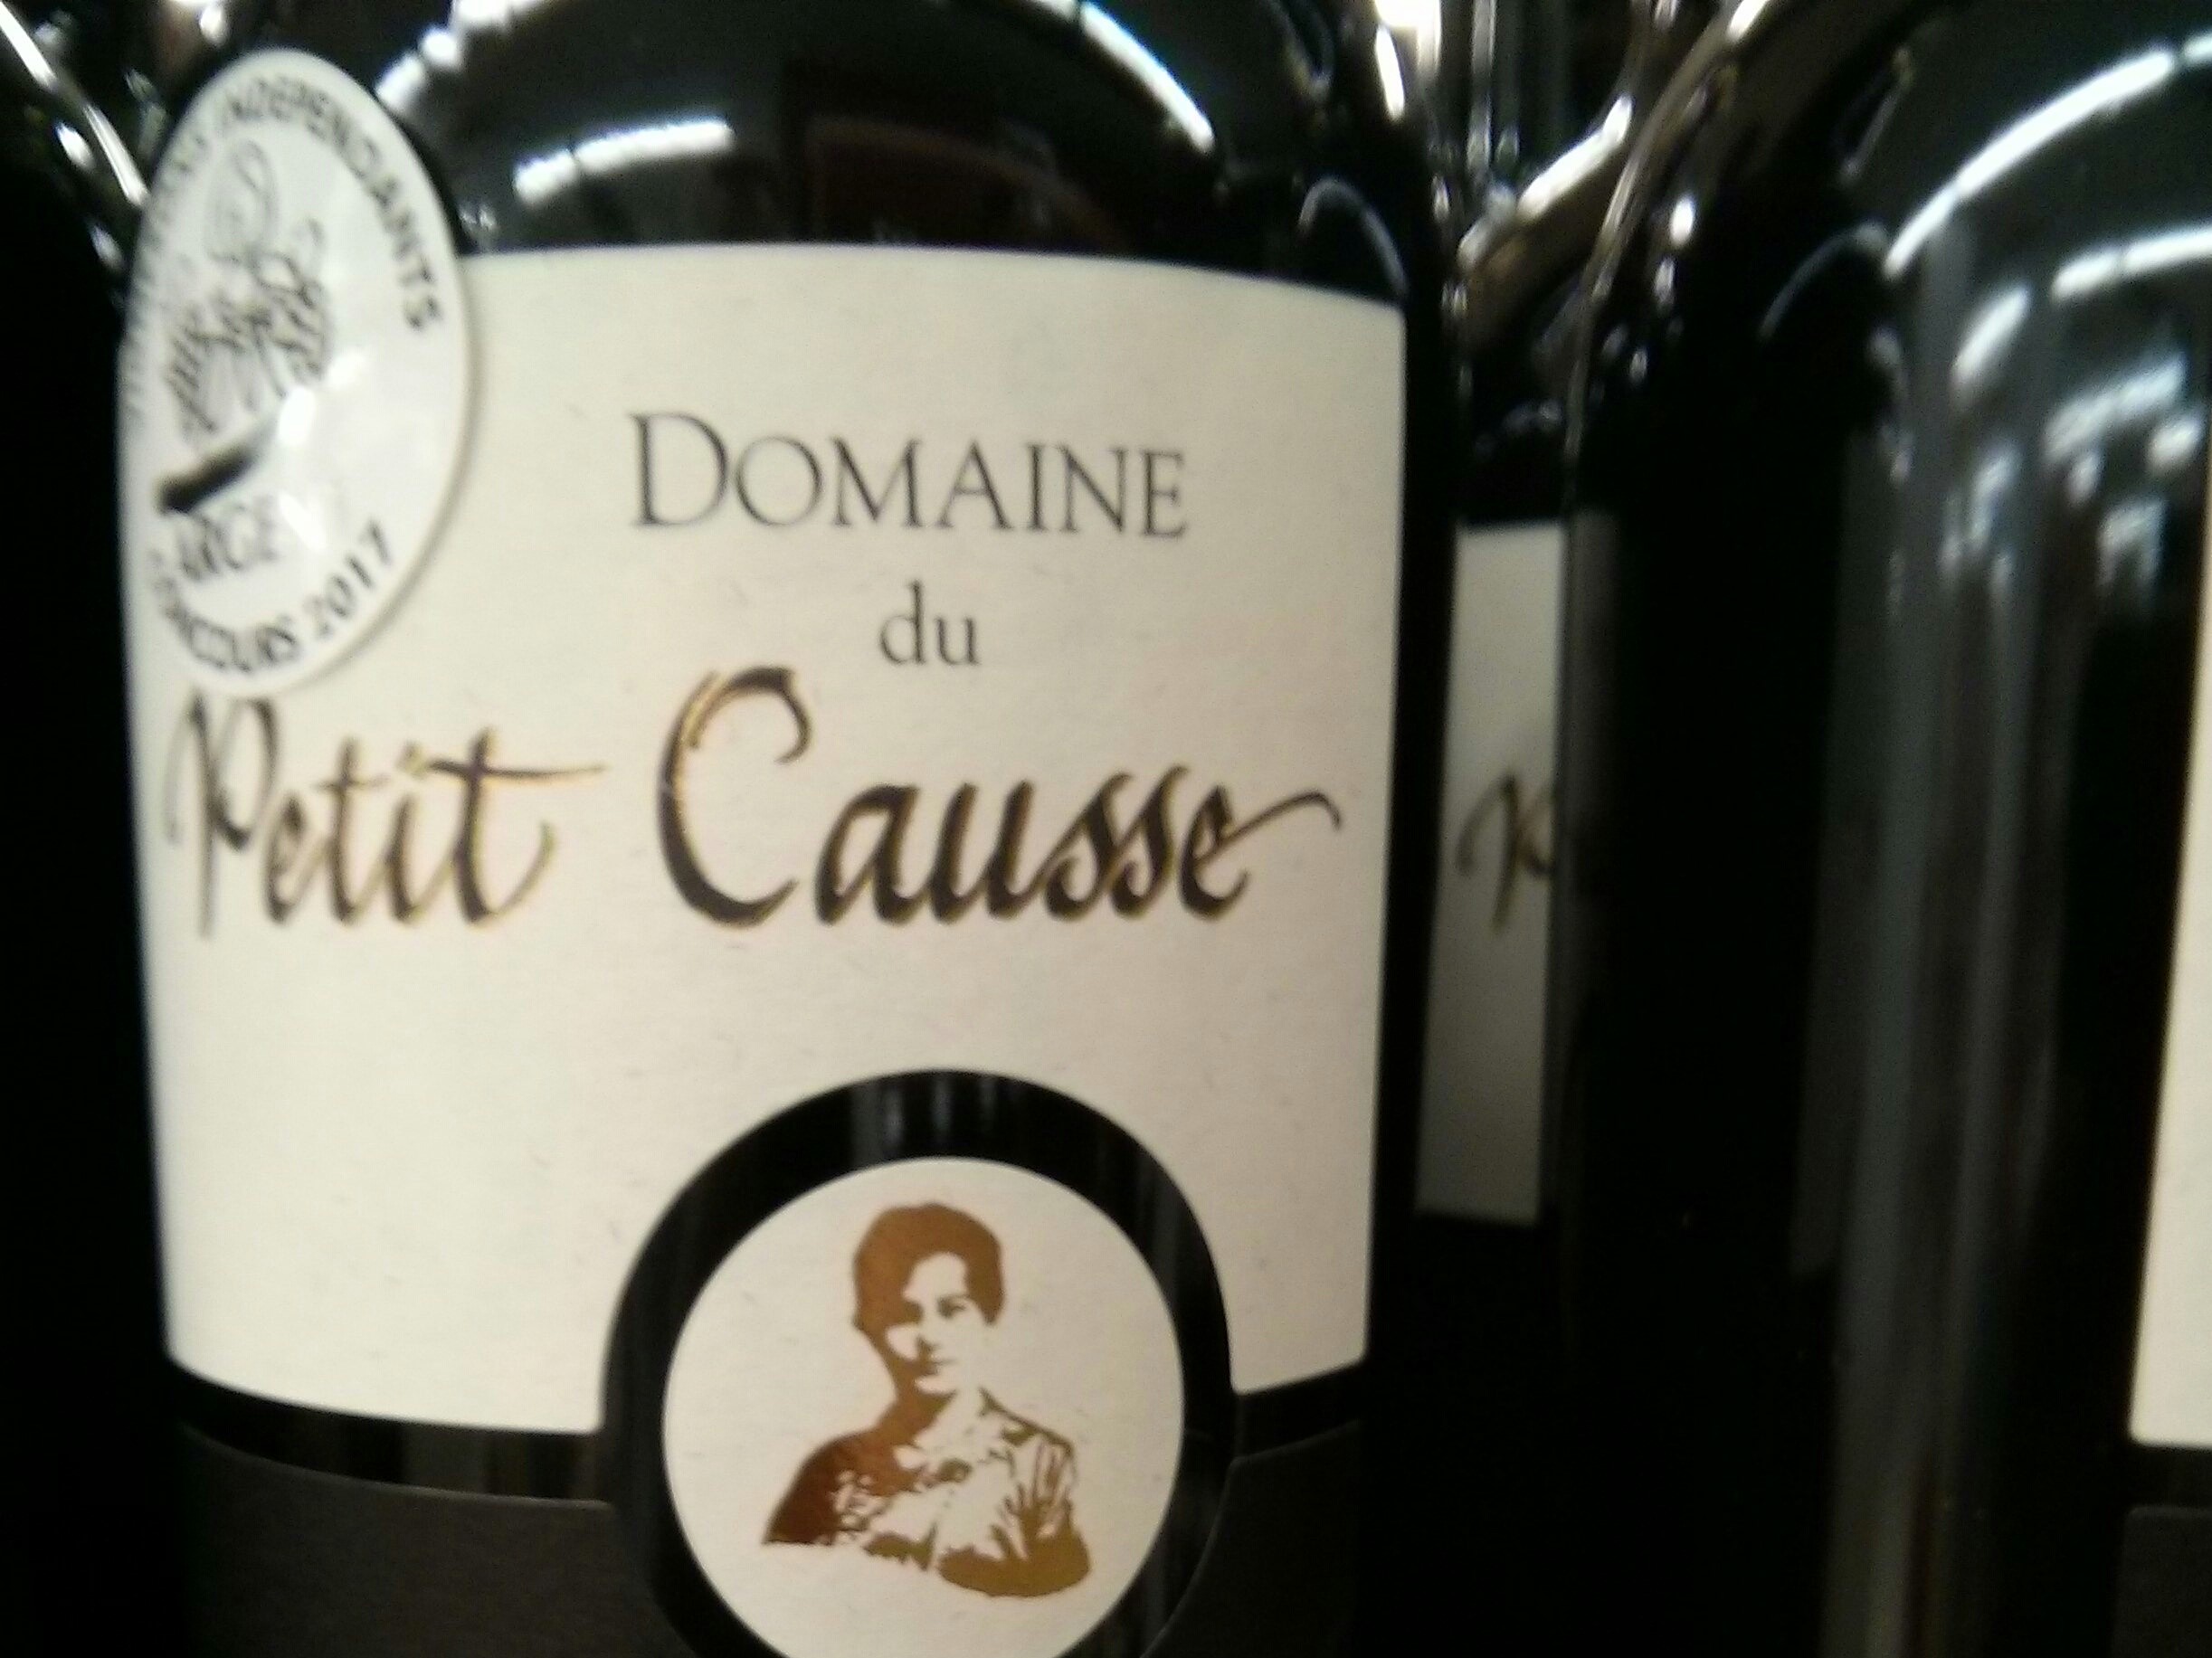 INDEPENDANTS
CONCOURS 2017
DOMAINE
du
Petit Causse